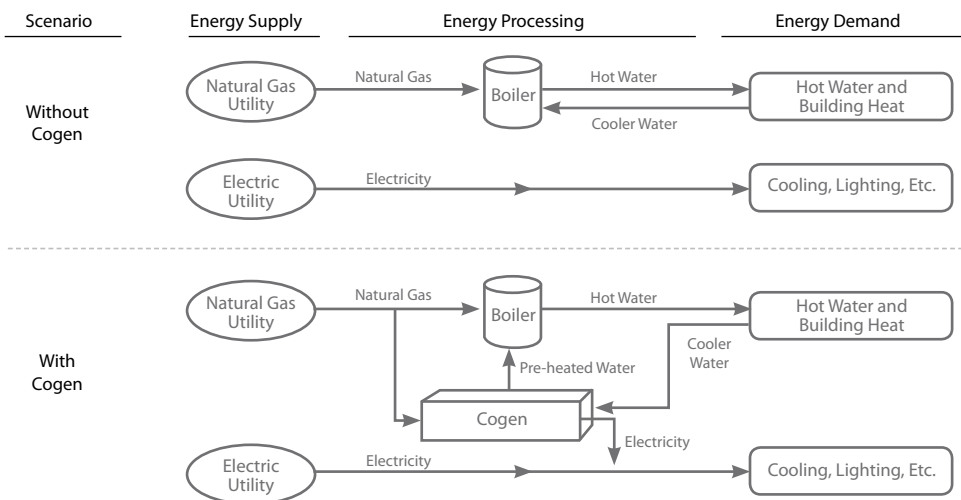 Scenario
Energy Supply
Energy Processing
Energy Demand
Without
Cogen
Natural Gas
Utility
Natural Gas
Boiler
Hot Water
Cooler Water
Hot Water and
Building Heat
Electric
Utility
Electricity
Cooling, Lighting, Etc.
With
Cogen
Natural Gas
Utility
Natural Gas
Boiler
Hot Water
Hot Water and
Building Heat
Cooler
Water
Pre-heated Water
Cogen
Electricity
Electric
Utility
Electricity
Cooling, Lighting, Etc.